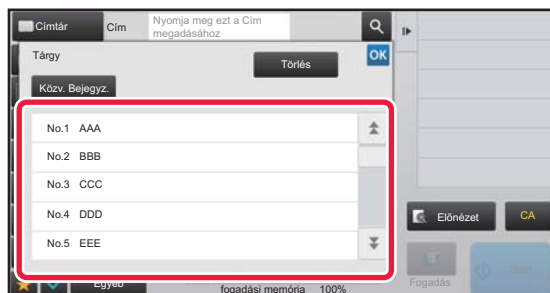 Címtár
Cím
Nyomja meg ezt a Cím
megadásához
Tárgy
Törlés
OK
Közv. Bejegyz.
No.1 AAA
No.2 BBB
No.3 CCC
No.4 DDD
No.5 EEE
Előnézet
CA
Egyéb
fogadási memória 100%
Fogadás
Start